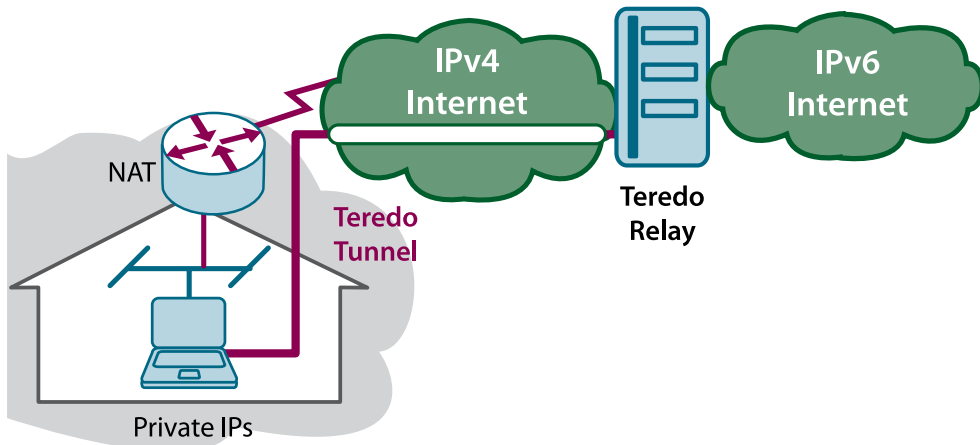 IPv4
Internet
IPv6
Internet
NAT
Teredo
Tunnel
Teredo
Relay
Private IPs